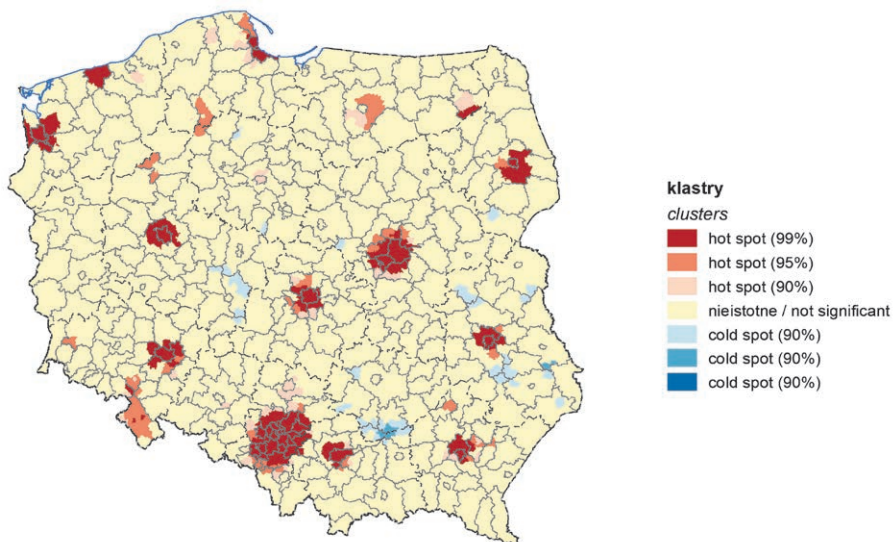 klastry
clusters
hot spot (99%)
hot spot (95%)
hot spot (90%)
nieistotne / not significant
cold spot (90%)
cold spot (90%)
cold spot (90%)